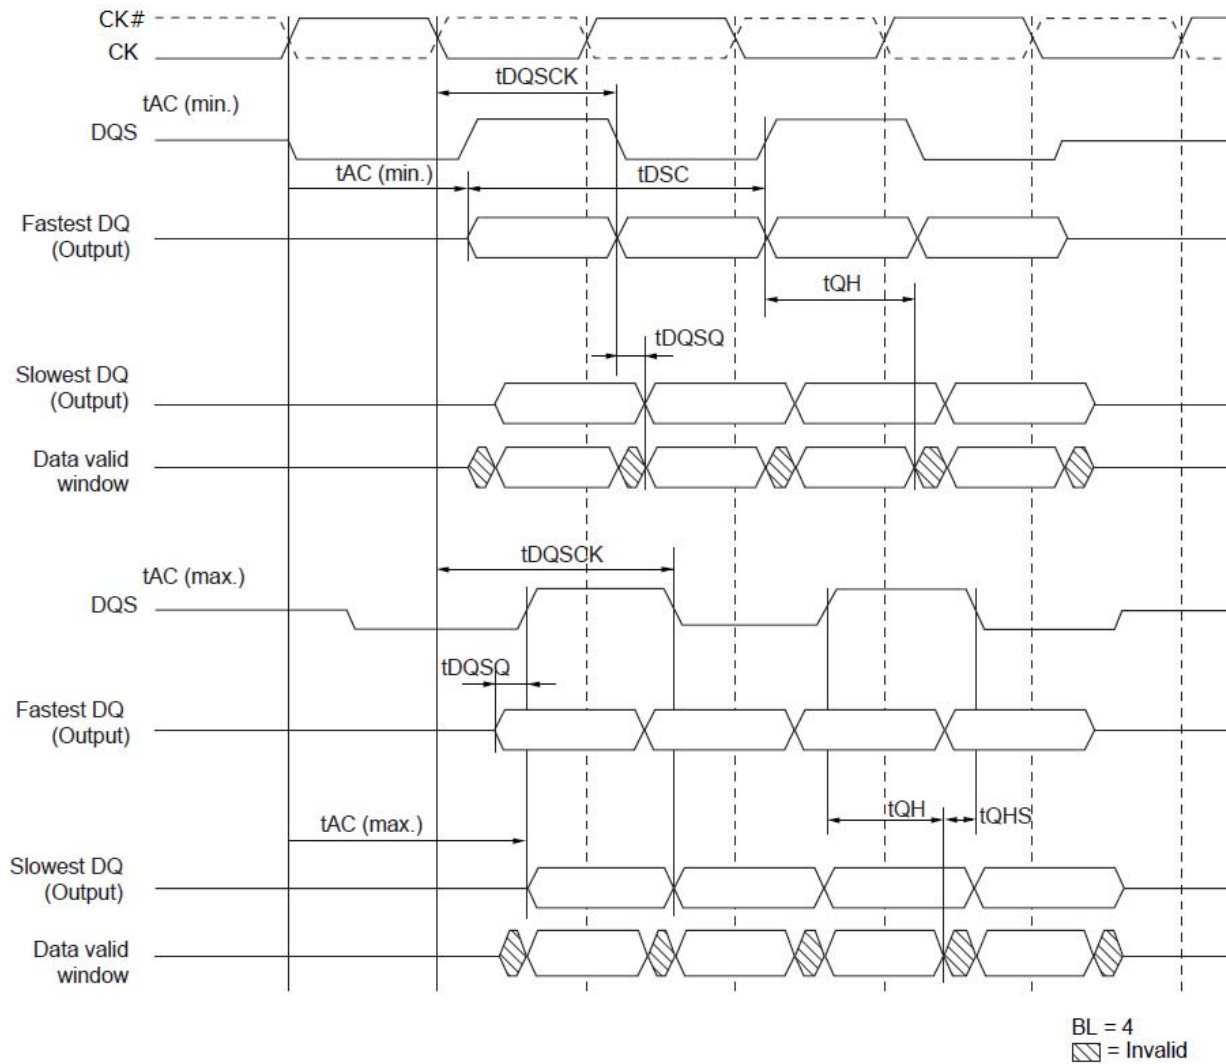 CK#
CK
tDQSCK
tAC (min.)
DQS
tAC (min.)
tDSC
Fastest DQ
(Output)
tQH
tDQSQ
Slowest DQ
(Output)
Data valid
window
tDQSCK
tAC (max.)
DQS
tDQSQ
Fastest DQ
(Output)
tQH
tQHS
tAC (max.)
Slowest DQ
(Output)
Data valid
window
BL = 4
= Invalid